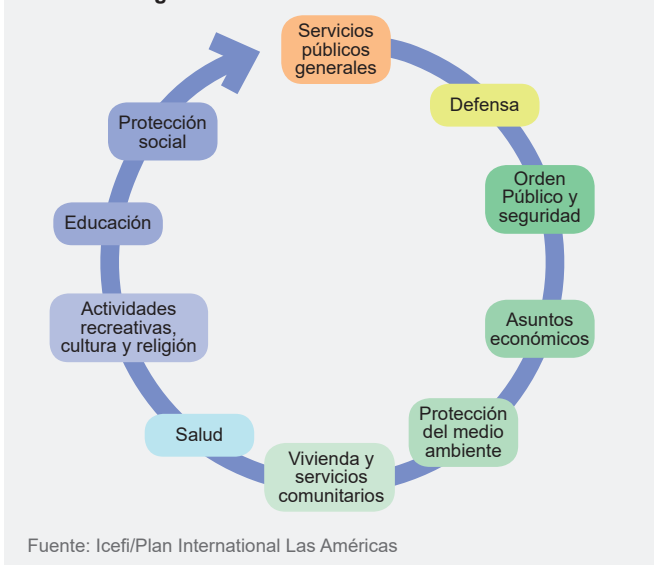 Servicios
públicos
generales
Defensa
Orden
Público y
seguridad
Asuntos
económicos
Protección
del medio
ambiente
Vivienda y
servicios
comunitarios
Salud
Actividades
recreativas,
cultura y religión
Educación
Protección
social
Fuente: Icefi/Plan International Las Américas